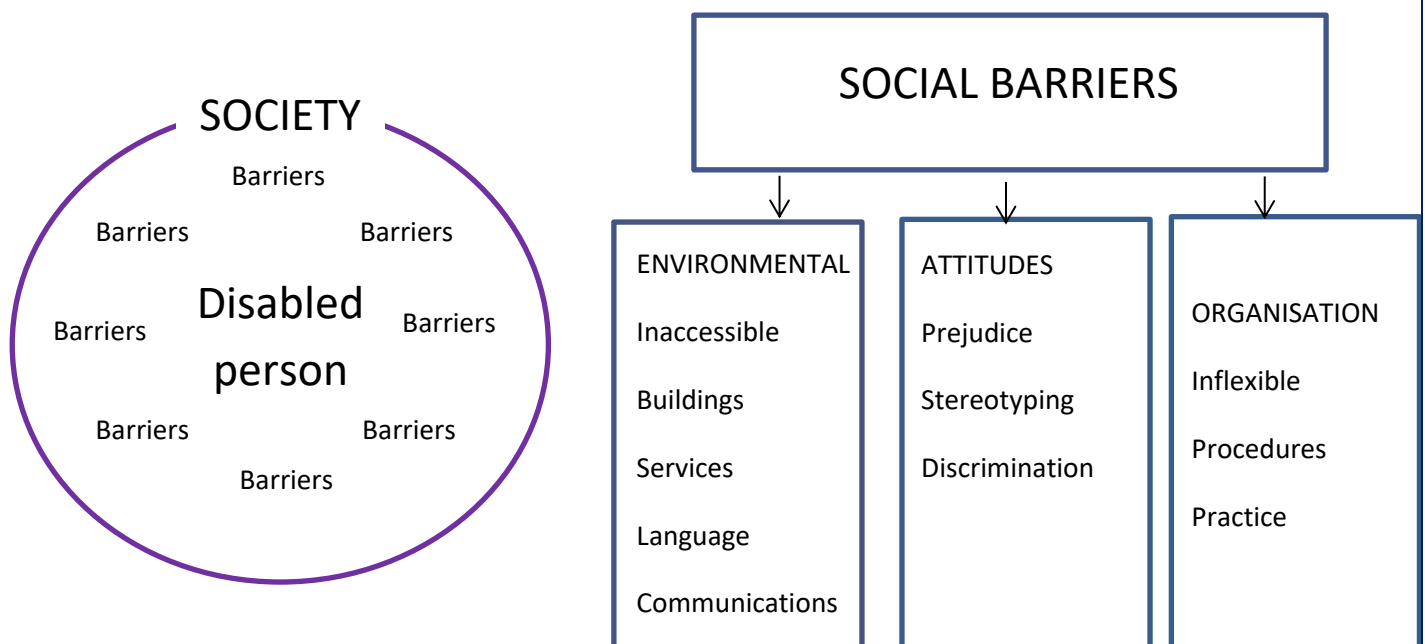 SOCIETY
Barriers
Barriers
Barriers
Disabled
person
Barriers
Barriers
Barriers
Barriers
Barriers
SOCIAL BARRIERS
ENVIRONMENTAL
Inaccessible
Buildings
Services
Language
Communications
ATTITUDES
Prejudice
Stereotyping
Discrimination
ORGANISATION
Inflexible
Procedures
Practice